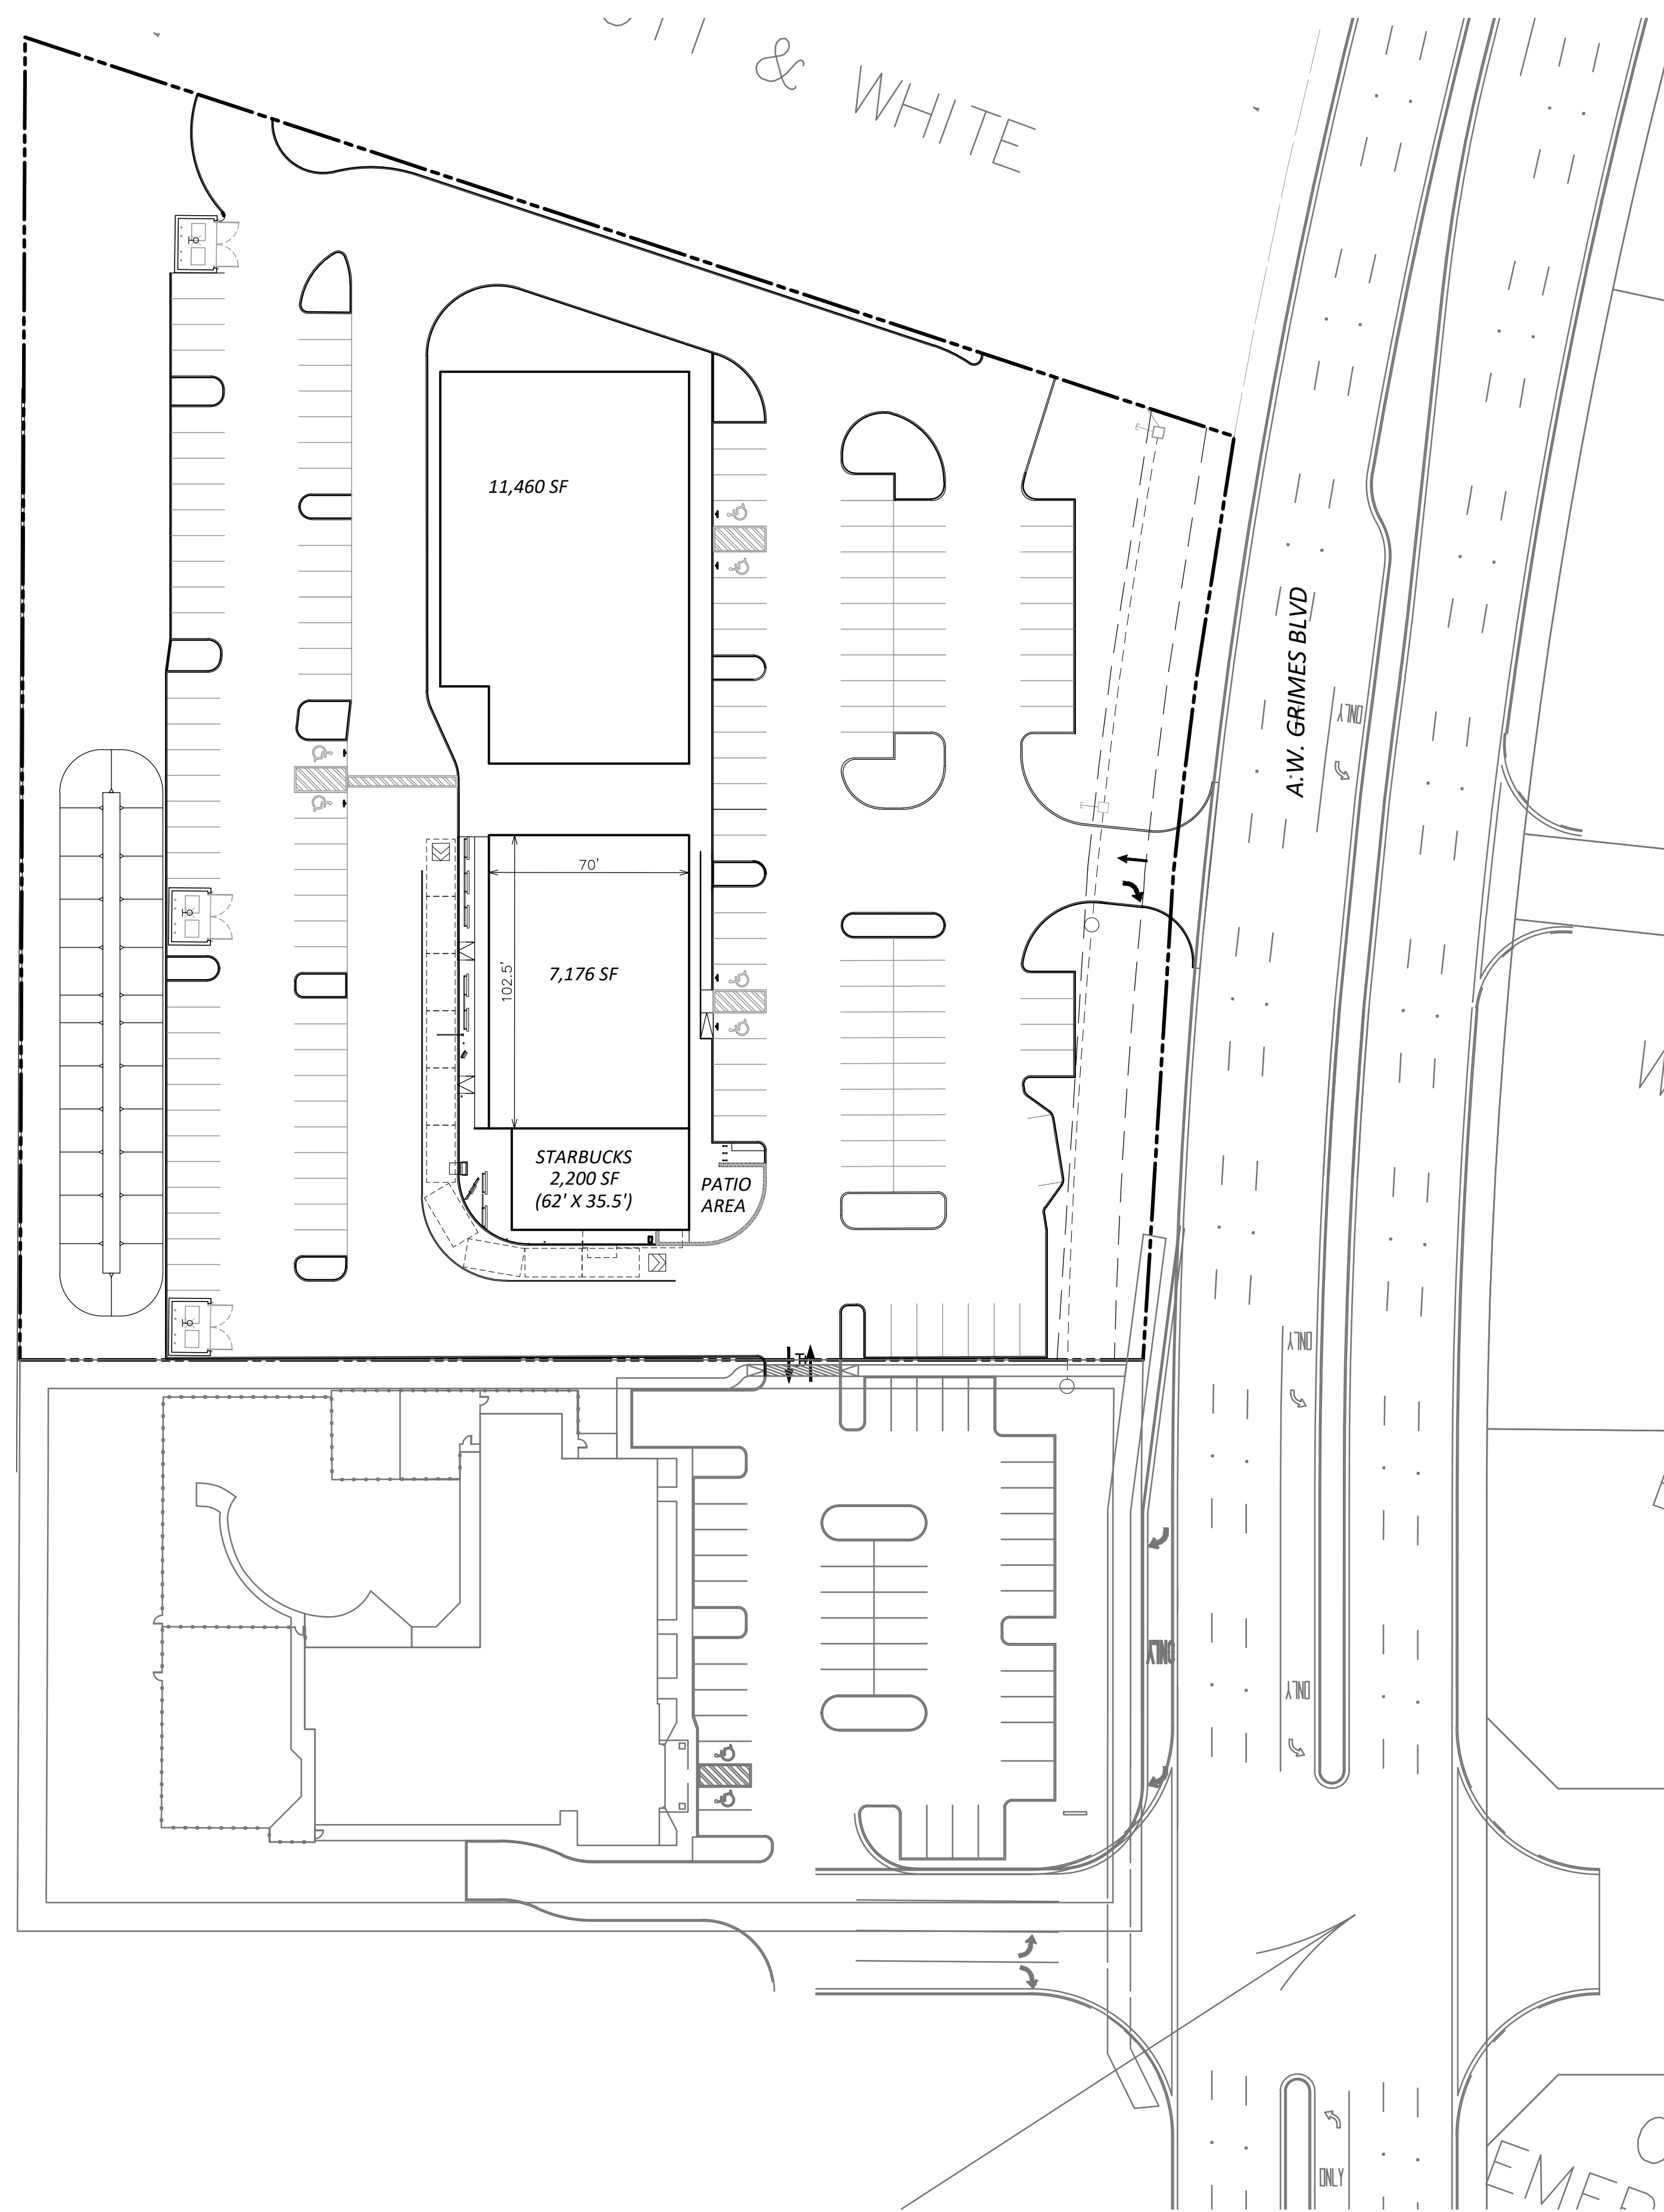 & WHITE
11,460 SF
A.W. GRIMES BLVD
ONLY
70'
102.5'
7,176 SF
STARBUCKS
2,200 SF
(62' X 35.5')
PATIO
AREA
ONLY
ONLY
ONLY
ONLY